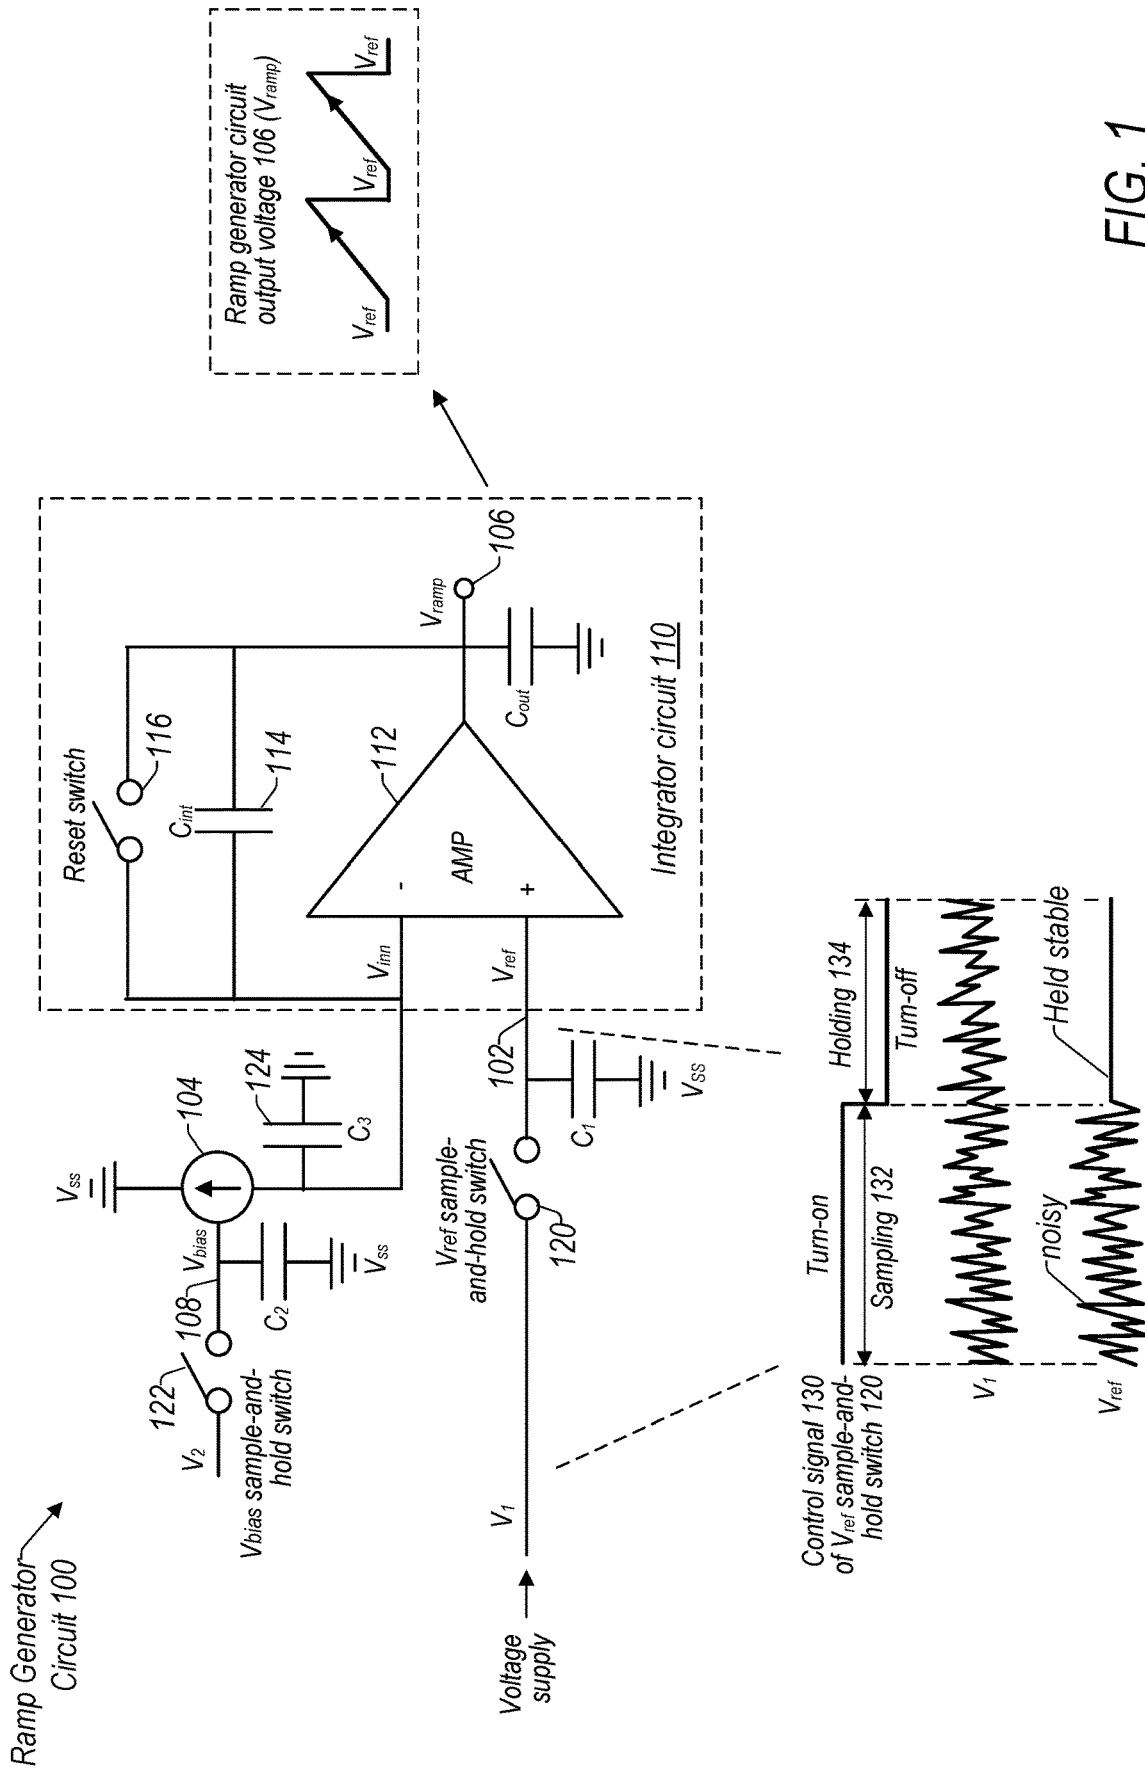 Ramp Generator
Circuit 100
Ramp generator circuit
output voltage 106 (Vramp)
Vref
Vref
Vref
Reset switch
116
Cint
114
112
AMP
-
+
Vinn
Vref
Vramp
106
Cout
Integrator circuit 110
Vss
104
124
C3
Vbias
108
C2
Vss
122
V2
Vbias sample-and-
hold switch
Vref sample-
and-hold switch
120
102
C1
VSS
V1
Voltage
supply
Control signal 130
of Vref sample-and-
hold switch 120
Turn-on
Sampling 132
Holding 134
Turn-off
V1
noisy
Vref
Held stable
FIG. 1